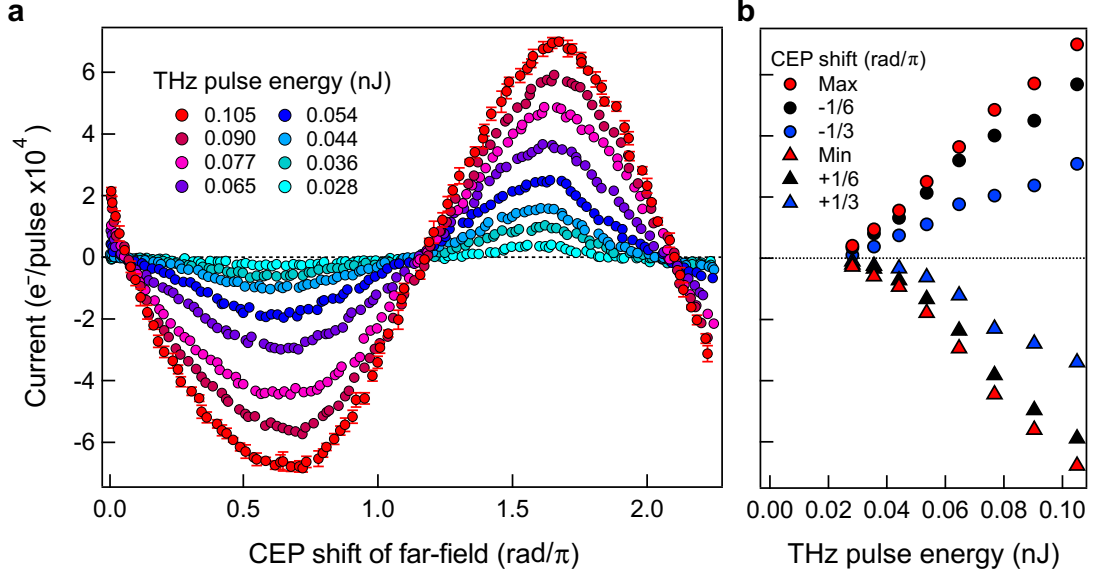 a
Current (e⁻/pulse x10⁴)
6
4
2
0
-2
-4
-6
THz pulse energy (nJ)
0.105 0.054
0.090 0.044
0.077 0.036
0.065 0.028
0.0 0.5 1.0 1.5 2.0
CEP shift of far-field (rad/π)
b
CEP shift (rad/π)
Max
-1/6
-1/3
Min
+1/6
+1/3
0.00 0.02 0.04 0.06 0.08 0.10
THz pulse energy (nJ)